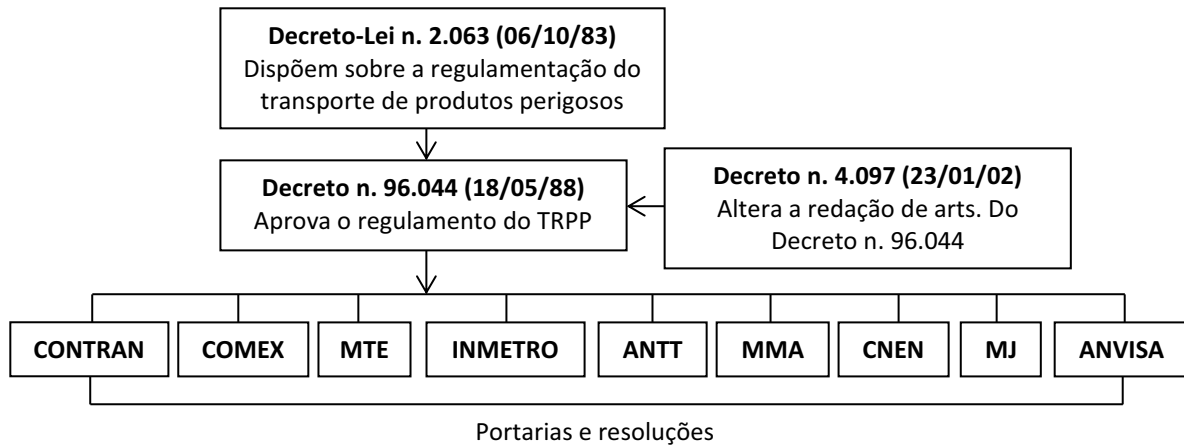 Decreto-Lei n. 2.063 (06/10/83)
Dispõem sobre a regulamentação do
transporte de produtos perigosos
Decreto n. 96.044 (18/05/88)
Aprova o regulamento do TRPP
Decreto n. 4.097 (23/01/02)
Altera a redação de arts. Do
Decreto n. 96.044
CONTRAN
COMEX
MTE
INMETRO
ANTT
MMA
CNEN
MJ
ANVISA
Portarias e resoluções